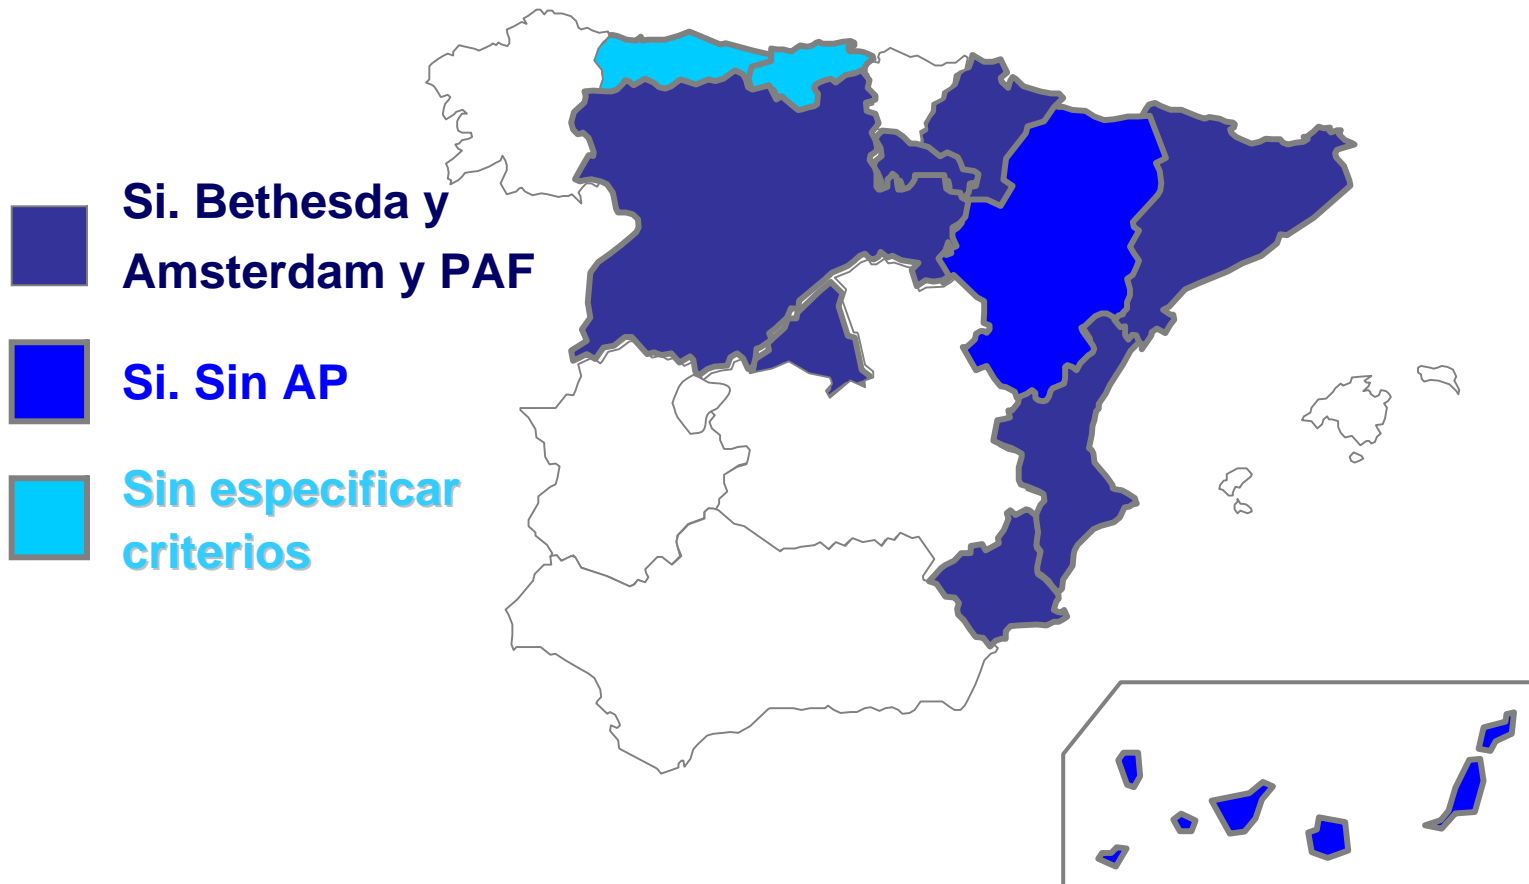 Si. Bethesda y
Amsterdam y PAF
Si. Sin AP
Sin especificar
criterios